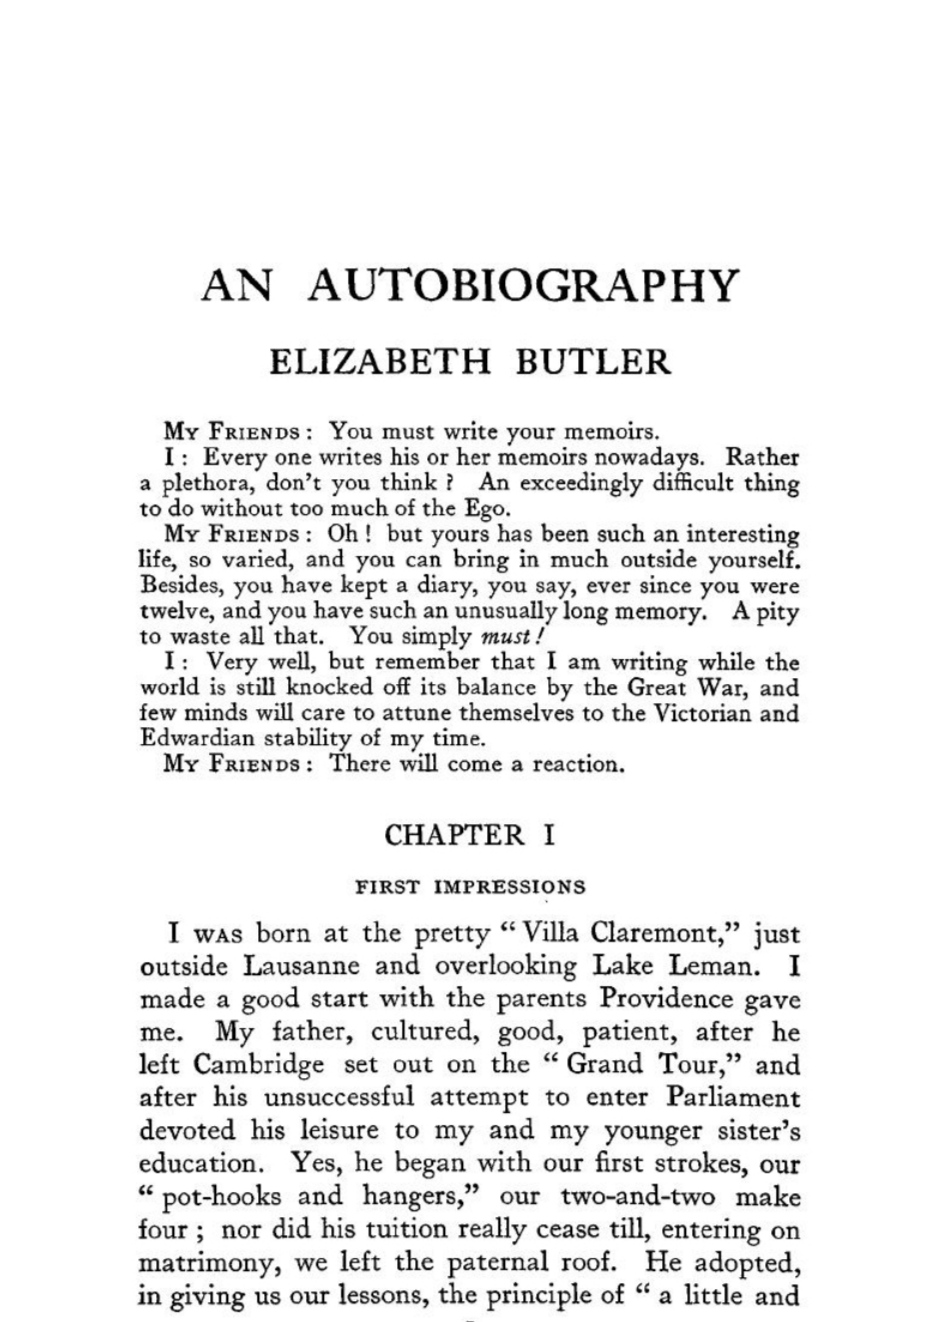 AN AUTOBIOGRAPHY
ELIZABETH BUTLER
My Friends : You must write your memoirs.
I : Every one writes his or her memoirs nowadays. Rather
a plethora, don't you think ? An exceedingly difficult thing
to do without too much of the Ego.
My Friends : Oh ! but yours has been such an interesting
life, so varied, and you can bring in much outside yourself.
Besides, you have kept a diary, you say, ever since you were
twelve, and you have such an unusually long memory. A pity
to waste all that. You simply must !
I : Very well, but remember that I am writing while the
world is still knocked off its balance by the Great War, and
few minds will care to attune themselves to the Victorian and
Edwardian stability of my time.
My Friends : There will come a reaction.
CHAPTER I
FIRST IMPRESSIONS
I was born at the pretty “ Villa Claremont,” just
outside Lausanne and overlooking Lake Leman. I
made a good start with the parents Providence gave
me. My father, cultured, good, patient, after he
left Cambridge set out on the “ Grand Tour,” and
after his unsuccessful attempt to enter Parliament
devoted his leisure to my and my younger sister's
education. Yes, he began with our first strokes, our
“ pot-hooks and hangers,” our two-and-two make
four ; nor did his tuition really cease till, entering on
matrimony, we left the paternal roof. He adopted,
in giving us our lessons, the principle of “ a little and